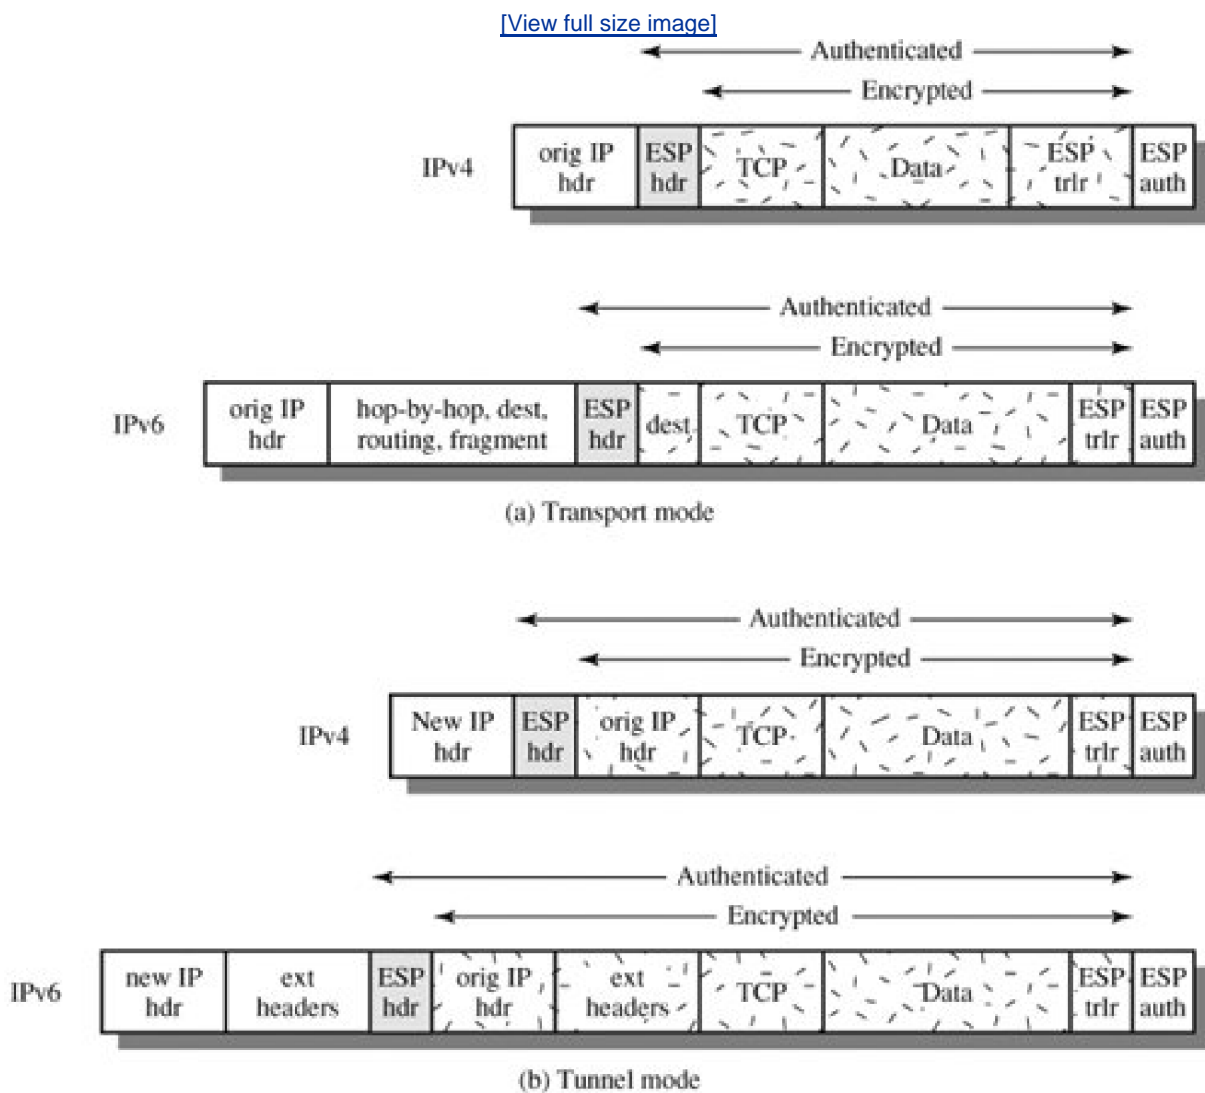 [View full size image]
Authenticated
Encrypted
IPv4
orig IP
hdr
ESP
hdr
TCP
Data
ESP
trlr
ESP
auth
Authenticated
Encrypted
IPv6
orig IP
hdr
hop-by-hop, dest,
routing, fragment
ESP
hdr
dest
TCP
Data
ESP
trlr
ESP
auth
(a) Transport mode
Authenticated
Encrypted
IPv4
New IP
hdr
ESP
hdr
orig IP
hdr
TCP
Data
ESP
trlr
ESP
auth
Authenticated
Encrypted
IPv6
new IP
hdr
ext
headers
ESP
hdr
orig IP
hdr
ext
headers
TCP
Data
ESP
trlr
ESP
auth
(b) Tunnel mode